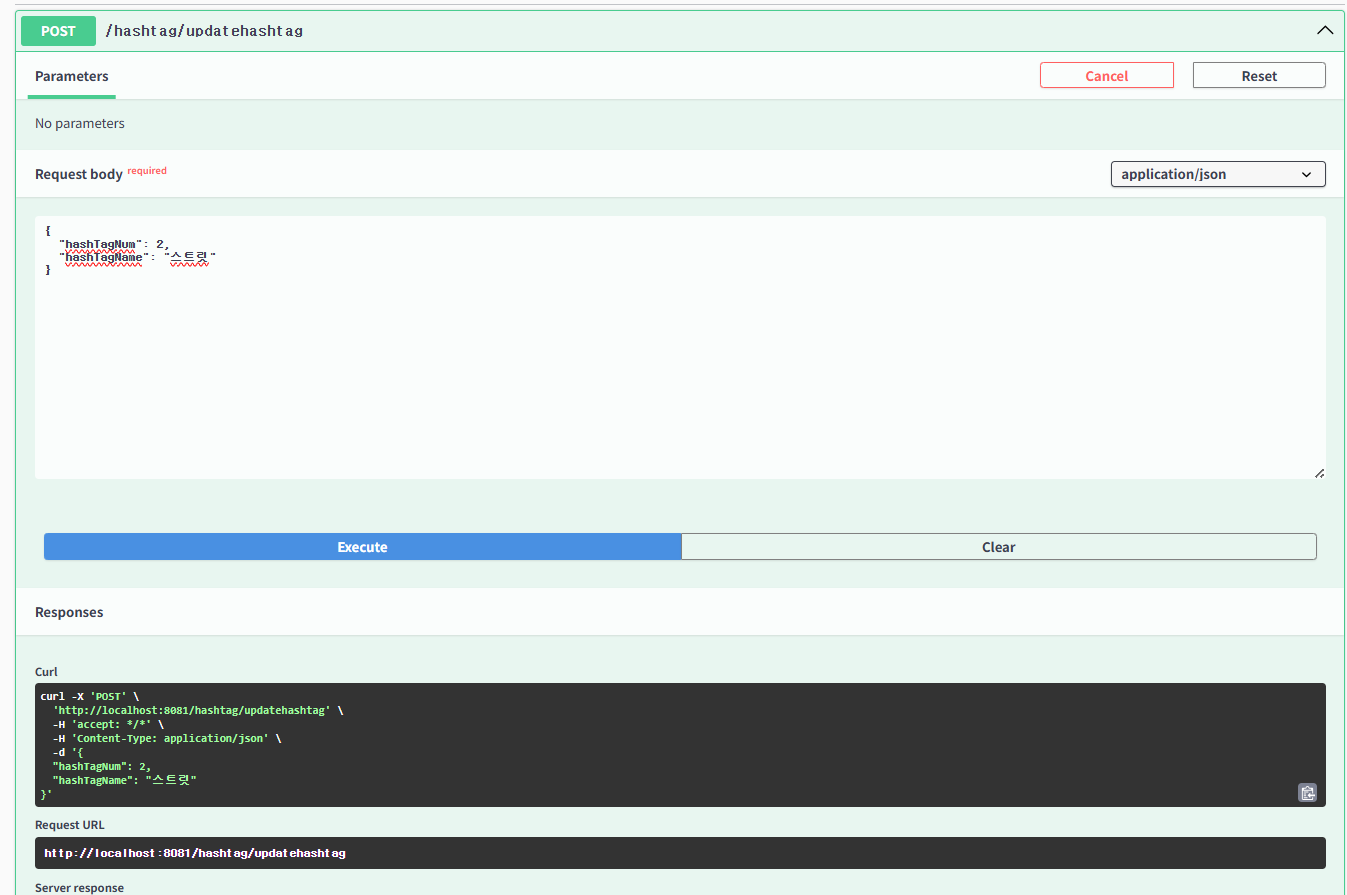 POST /hashtag/updatehashtag
Parameters
Cancel
Reset
No parameters
Request body required
application/json
{
  "hashTagNum": 2,
  "hashTagName": "스트릿"
}
Execute
Clear
Responses
Curl
curl -X 'POST' \
  'http://localhost:8081/hashtag/updatehashtag' \
  -H 'accept: */*' \
  -H 'Content-Type: application/json' \
  -d '{
  "hashTagNum": 2,
  "hashTagName": "스트릿"
}'
Request URL
http://localhost:8081/hashtag/updatehashtag
Server response